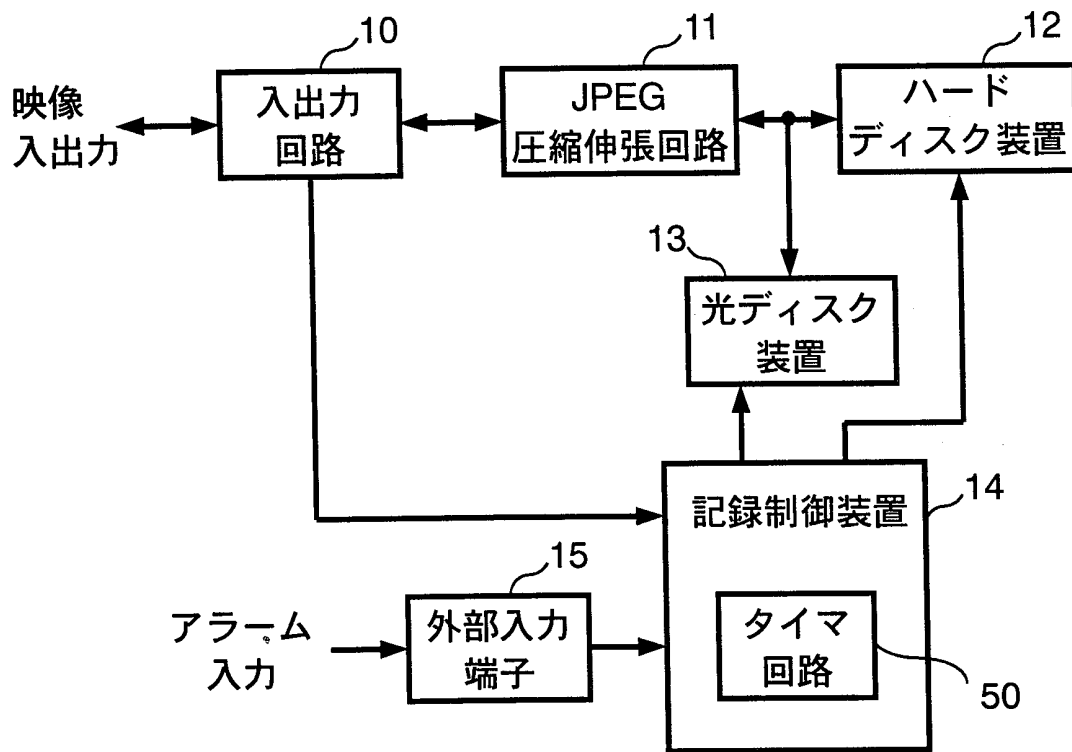 10
11
12
映像
入出力
入出力
回路
JPEG
圧縮伸張回路
ハード
ディスク装置
13
光ディスク
装置
記録制御装置
14
15
アラーム
入力
外部入力
端子
タイマ
回路
50